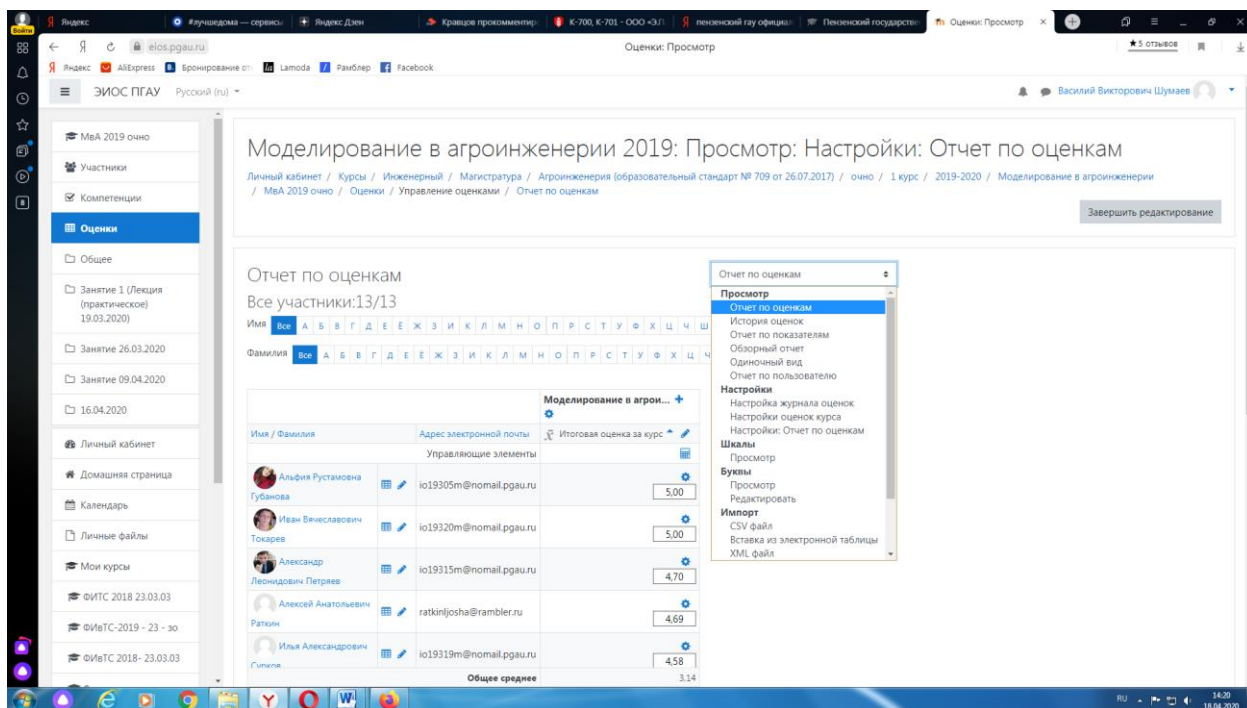 Яндекс
#лучшедома — сервисы
Яндекс Дзен
Кравцов прокомментир
К-700, К-701 - ООО «ЭЛ
пензенский гау официал
Пензенский государстве
Оценки: Просмотр
Войти
eios.pgau.ru
Оценки: Просмотр
★5 отзывов
Яндекс
AliExpress
Бронирование от
Lamoda
Рамблер
Facebook
ЭИОС ПГАУ
Русский (ru)
Василий Викторович Шумаев
МвА 2019 очно
Участники
Компетенции
Оценки
Общее
Занятие 1 (Лекция
(практическое)
19.03.2020)
Занятие 26.03.2020
Занятие 09.04.2020
16.04.2020
Личный кабинет
Домашняя страница
Календарь
Личные файлы
Мои курсы
ФИТС 2018 23.03.03
ФИвТС-2019 - 23 - зо
ФИвТС 2018- 23.03.03
Моделирование в агроинженерии 2019: Просмотр: Настройки: Отчет по оценкам
Личный кабинет / Курсы / Инженерный / Магистратура / Агроинженерия (образовательный стандарт № 709 от 26.07.2017) / очно / 1 курс / 2019-2020 / Моделирование в агроинженерии
/ МвА 2019 очно / Оценки / Управление оценками / Отчет по оценкам
Завершить редактирование
Отчет по оценкам
Все участники:13/13
Имя Все А Б В Г Д Е Ё Ж З И К Л М Н О П Р С Т У Ф Х Ц Ч Ш
Фамилия Все А Б В Г Д Е Ё Ж З И К Л М Н О П Р С Т У Ф Х Ц Ч
Моделирование в агрои...
Имя / Фамилия
Адрес электронной почты
Итоговая оценка за курс
Управляющие элементы
Альфия Рустамовна
Губанова
io19305m@nomail.pgau.ru
5,00
Иван Вячеславович
Токарев
io19320m@nomail.pgau.ru
5,00
Александр
Леонидович Петряев
io19315m@nomail.pgau.ru
4,70
Алексей Анатольевич
Раткин
ratkinljosha@rambler.ru
4,69
Илья Александрович
Сурков
io19319m@nomail.pgau.ru
4,58
Общее среднее
3.14
Отчет по оценкам
Просмотр
Отчет по оценкам
История оценок
Отчет по показателям
Обзорный отчет
Одиночный вид
Отчет по пользователю
Настройки
Настройка журнала оценок
Настройки оценок курса
Настройки: Отчет по оценкам
Шкалы
Просмотр
Буквы
Просмотр
Редактировать
Импорт
CSV файл
Вставка из электронной таблицы
XML файл
RU
14:20
18.04.2020